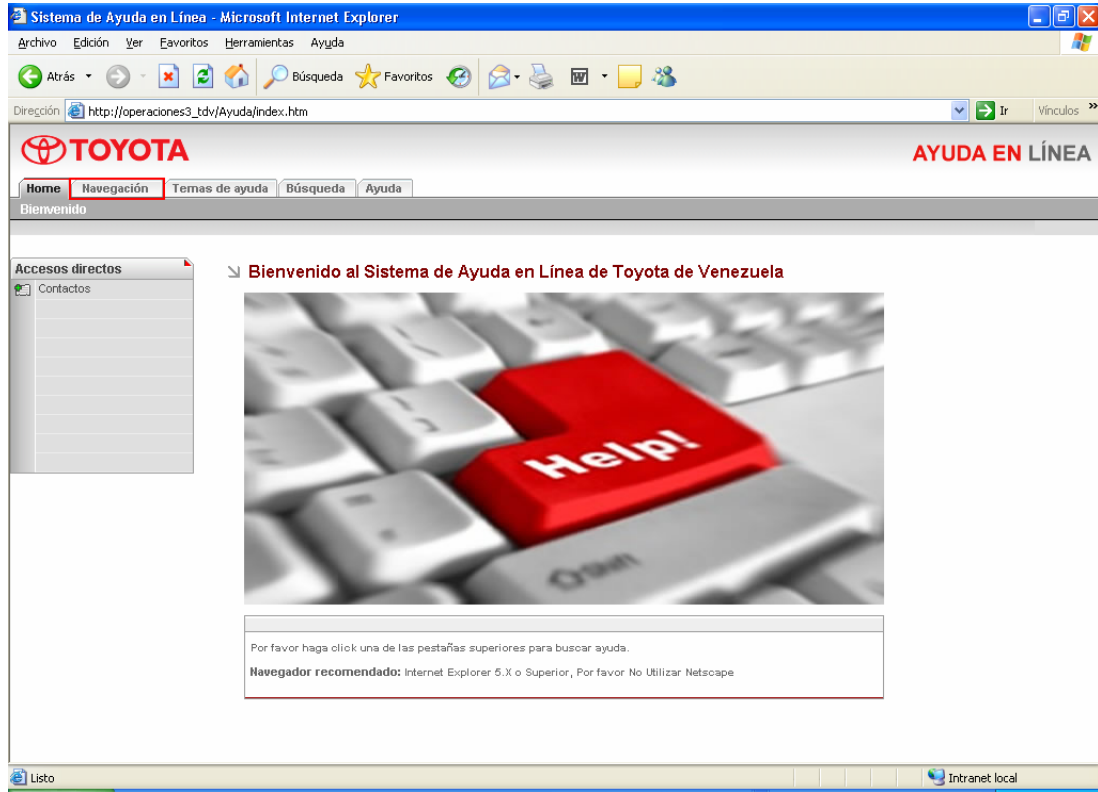 Sistema de Ayuda en Línea - Microsoft Internet Explorer
Archivo Edición Ver Favoritos Herramientas Ayuda
Atrás Búsqueda Favoritos
Dirección http://operaciones3_tdv/Ayuda/index.htm Ir Vínculos »
TOYOTA AYUDA EN LÍNEA
Home Navegación Temas de ayuda Búsqueda Ayuda
Bienvenido
Accesos directos
Contactos
Bienvenido al Sistema de Ayuda en Línea de Toyota de Venezuela
Help!
Shift
Por favor haga click una de las pestañas superiores para buscar ayuda.
Navegador recomendado: Internet Explorer 5.X o Superior, Por favor No Utilizar Netscape
Listo Intranet local